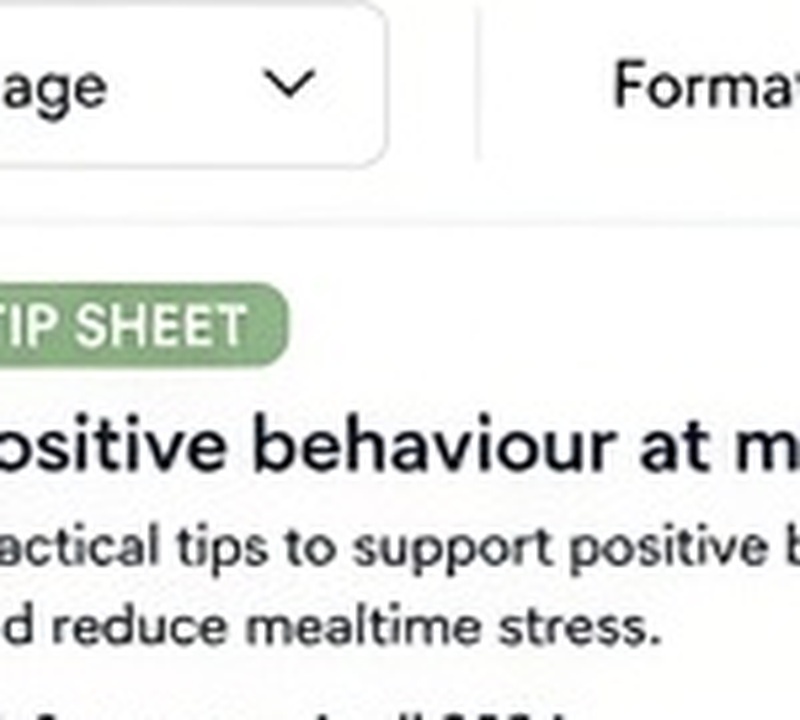 age Format
TIP SHEET
ositive behaviour at m
actical tips to support positive b
d reduce mealtime stress.